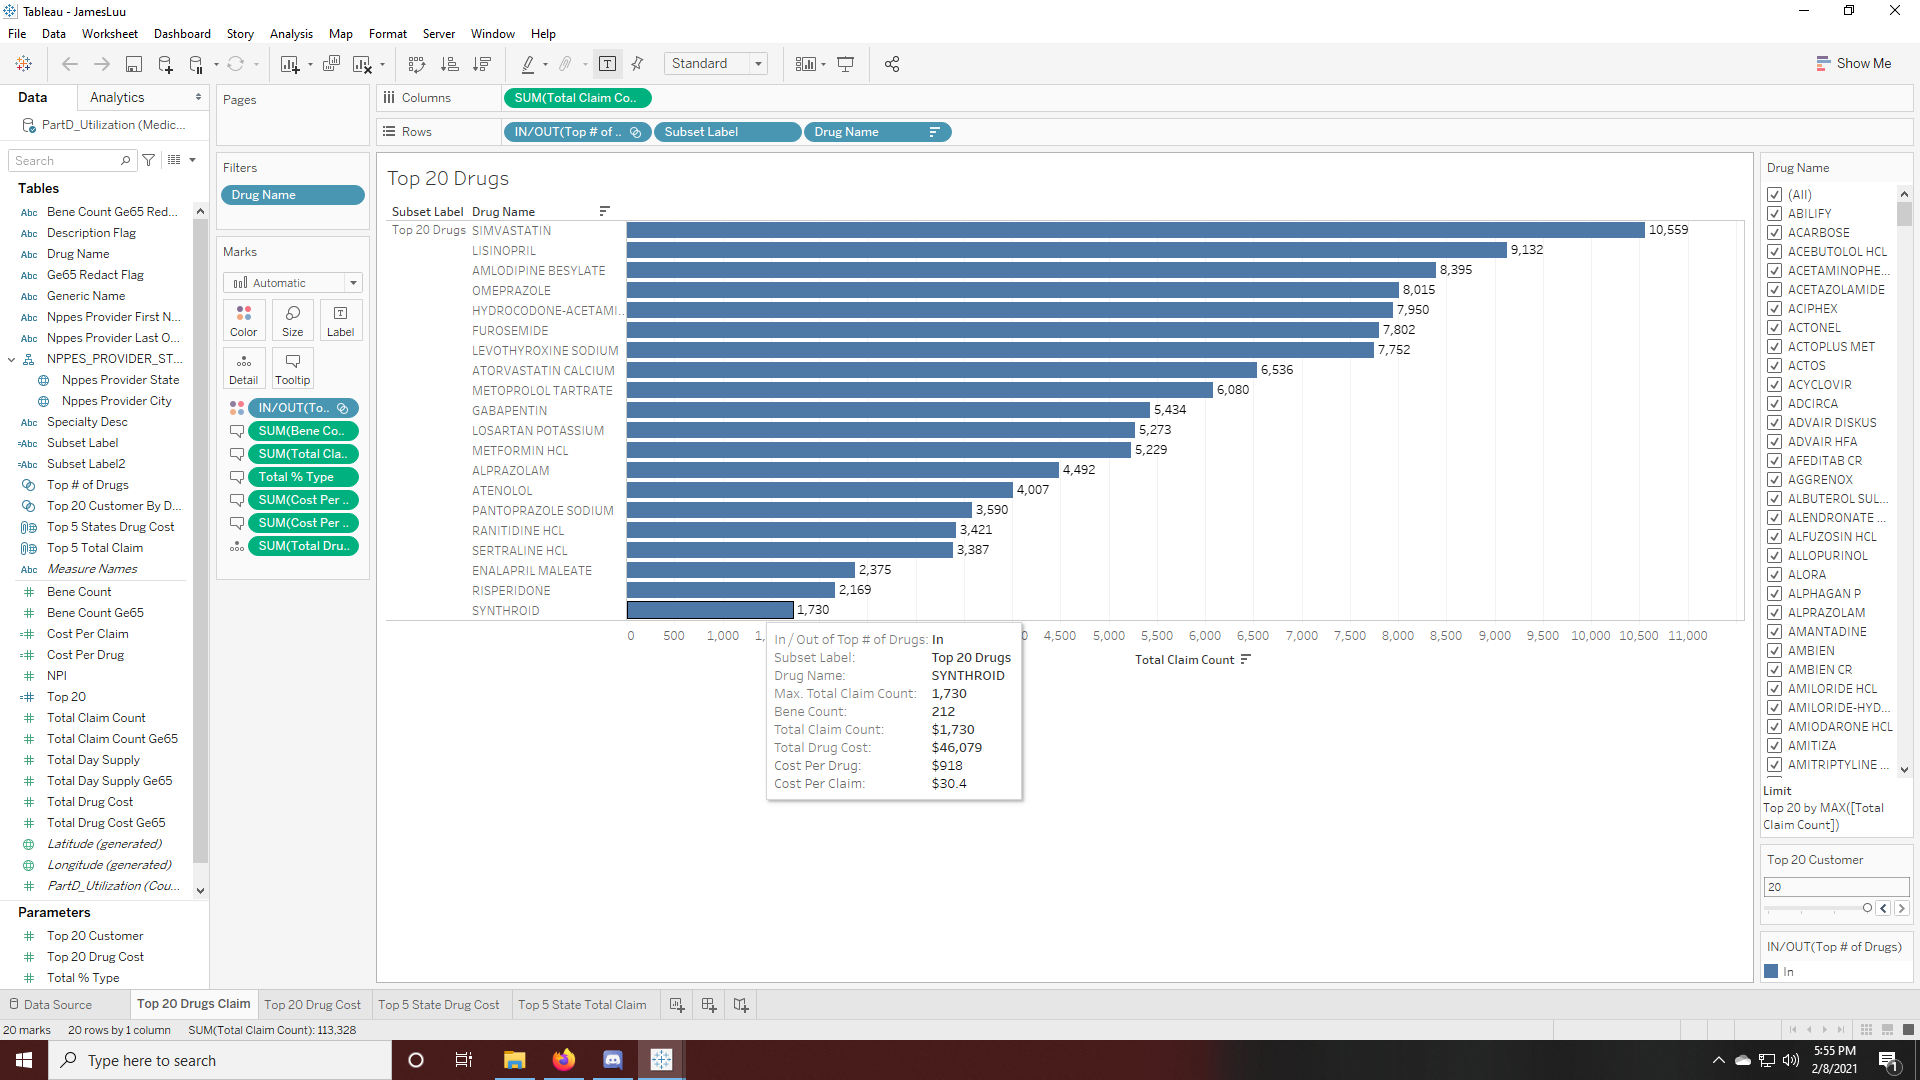 Tableau - JamesLuu
File Data Worksheet Dashboard Story Analysis Map Format Server Window Help
Standard
Show Me
Data Analytics
PartD_Utilization (Medic...
Search
Tables
Abc Bene Count Ge65 Red...
Abc Description Flag
Abc Drug Name
Abc Ge65 Redact Flag
Abc Generic Name
Abc Nppes Provider First N...
Abc Nppes Provider Last O...
NPPES_PROVIDER_ST...
Nppes Provider State
Nppes Provider City
Abc Specialty Desc
=Abc Subset Label
=Abc Subset Label2
Top # of Drugs
Top 20 Customer By D...
Top 5 States Drug Cost
Top 5 Total Claim
Abc Measure Names
# Bene Count
# Bene Count Ge65
=# Cost Per Claim
=# Cost Per Drug
# NPI
=# Top 20
# Total Claim Count
# Total Claim Count Ge65
# Total Day Supply
# Total Day Supply Ge65
# Total Drug Cost
# Total Drug Cost Ge65
Latitude (generated)
Longitude (generated)
# PartD_Utilization (Cou...
Parameters
# Top 20 Customer
# Top 20 Drug Cost
# Total % Type
Pages
Filters
Drug Name
Marks
Automatic
Color Size Label
Detail Tooltip
IN/OUT(To..
SUM(Bene Co..
SUM(Total Cla..
Total % Type
SUM(Cost Per ..
SUM(Cost Per ..
SUM(Total Dru..
Columns SUM(Total Claim Co..
Rows IN/OUT(Top # of .. Subset Label Drug Name
Top 20 Drugs
Subset Label Drug Name
Top 20 Drugs SIMVASTATIN 10,559
LISINOPRIL 9,132
AMLODIPINE BESYLATE 8,395
OMEPRAZOLE 8,015
HYDROCODONE-ACETAMI.. 7,950
FUROSEMIDE 7,802
LEVOTHYROXINE SODIUM 7,752
ATORVASTATIN CALCIUM 6,536
METOPROLOL TARTRATE 6,080
GABAPENTIN 5,434
LOSARTAN POTASSIUM 5,273
METFORMIN HCL 5,229
ALPRAZOLAM 4,492
ATENOLOL 4,007
PANTOPRAZOLE SODIUM 3,590
RANITIDINE HCL 3,421
SERTRALINE HCL 3,387
ENALAPRIL MALEATE 2,375
RISPERIDONE 2,169
SYNTHROID 1,730
0 500 1,000 4,500 5,000 5,500 6,000 6,500 7,000 7,500 8,000 8,500 9,000 9,500 10,000 10,500 11,000
Total Claim Count
In / Out of Top # of Drugs: In
Subset Label: Top 20 Drugs
Drug Name: SYNTHROID
Max. Total Claim Count: 1,730
Bene Count: 212
Total Claim Count: $1,730
Total Drug Cost: $46,079
Cost Per Drug: $918
Cost Per Claim: $30.4
Drug Name
(All)
ABILIFY
ACARBOSE
ACEBUTOLOL HCL
ACETAMINOPHE...
ACETAZOLAMIDE
ACIPHEX
ACTONEL
ACTOPLUS MET
ACTOS
ACYCLOVIR
ADCIRCA
ADVAIR DISKUS
ADVAIR HFA
AFEDITAB CR
AGGRENOX
ALBUTEROL SUL...
ALENDRONATE ...
ALFUZOSIN HCL
ALLOPURINOL
ALORA
ALPHAGAN P
ALPRAZOLAM
AMANTADINE
AMBIEN
AMBIEN CR
AMILORIDE HCL
AMILORIDE-HYD...
AMIODARONE HCL
AMITIZA
AMITRIPTYLINE ...
Limit
Top 20 by MAX([Total
Claim Count])
Top 20 Customer
20
IN/OUT(Top # of Drugs)
In
Data Source Top 20 Drugs Claim Top 20 Drug Cost Top 5 State Drug Cost Top 5 State Total Claim
20 marks 20 rows by 1 column SUM(Total Claim Count): 113,328
Type here to search
5:55 PM
2/8/2021
1